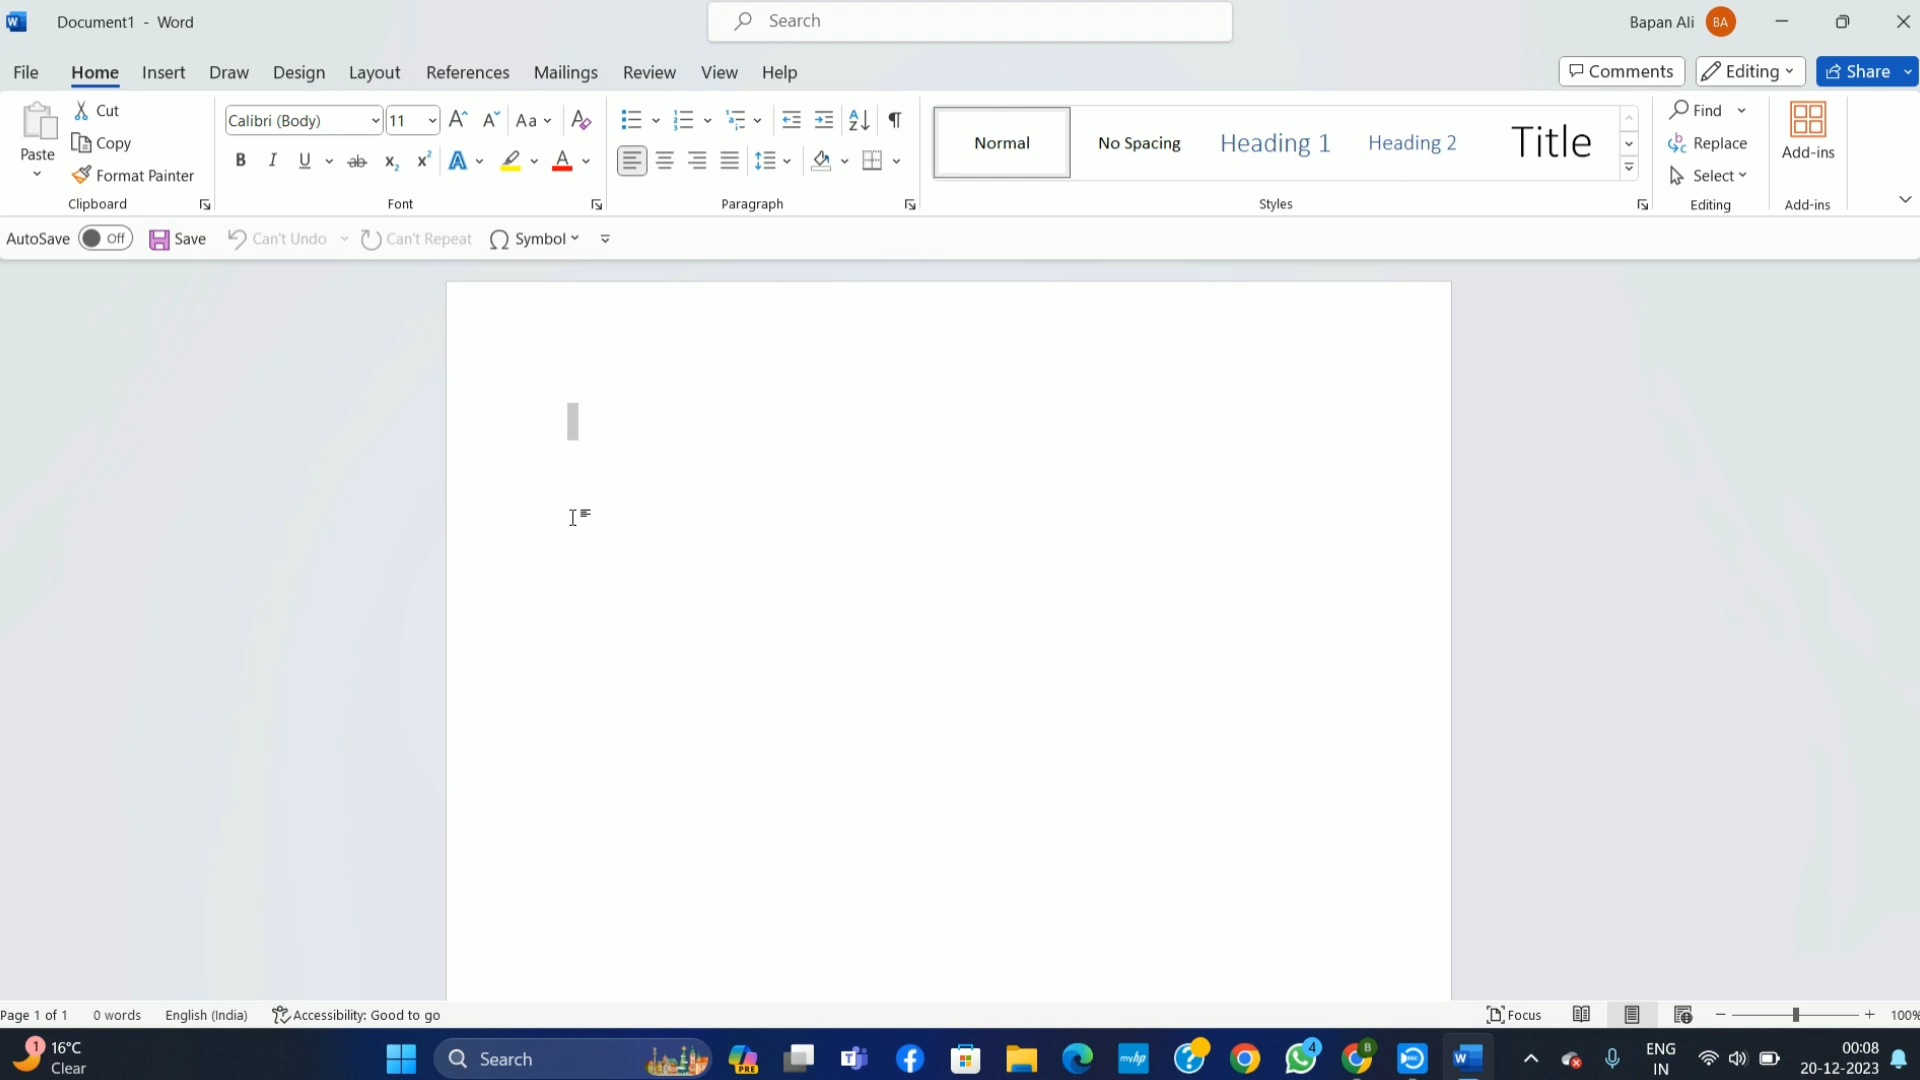 Document1 - Word
Search
Bapan Ali BA
File Home Insert Draw Design Layout References Mailings Review View Help
Comments Editing Share
Paste
Cut
Copy
Format Painter
Clipboard
Calibri (Body) 11
Font
Paragraph
Normal No Spacing Heading 1 Heading 2 Title
Styles
Find
Replace
Select
Editing
Add-ins
Add-ins
AutoSave Off Save Can't Undo Can't Repeat Symbol
Page 1 of 1 0 words English (India) Accessibility: Good to go
Focus 100%
1 16°C
Clear
Search
PRE
myhp
4
B
W
ENG
IN
00:08
20-12-2023